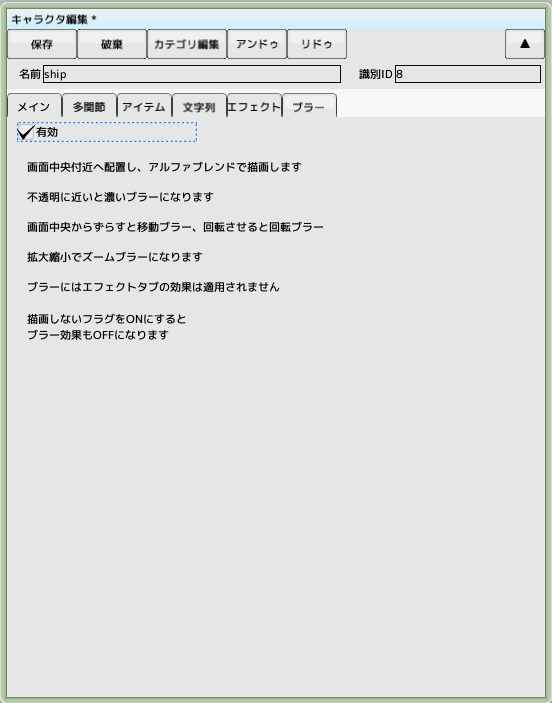 キャラクタ編集 *
保存 破棄 カテゴリ編集 アンドゥ リドゥ ▲
名前 ship 識別ID 8
メイン 多関節 アイテム 文字列 エフェクト ブラー
有効
画面中央付近へ配置し、アルファブレンドで描画します
不透明に近いと濃いブラーになります
画面中央からずらすと移動ブラー、回転させると回転ブラー
拡大縮小でズームブラーになります
ブラーにはエフェクトタブの効果は適用されません
描画しないフラグをONにすると
ブラー効果もOFFになります